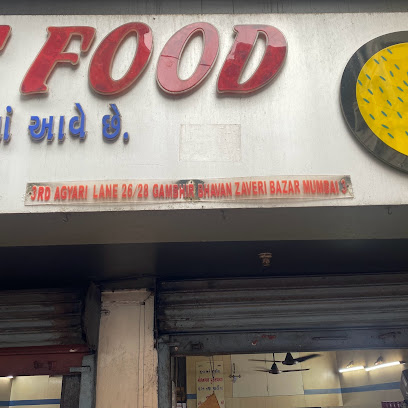 FOOD
આવે છે.
3RD AGYARI LANE 26/28 GAMBHIR BHAVAN ZAVERI BAZAR MUMBAI 3